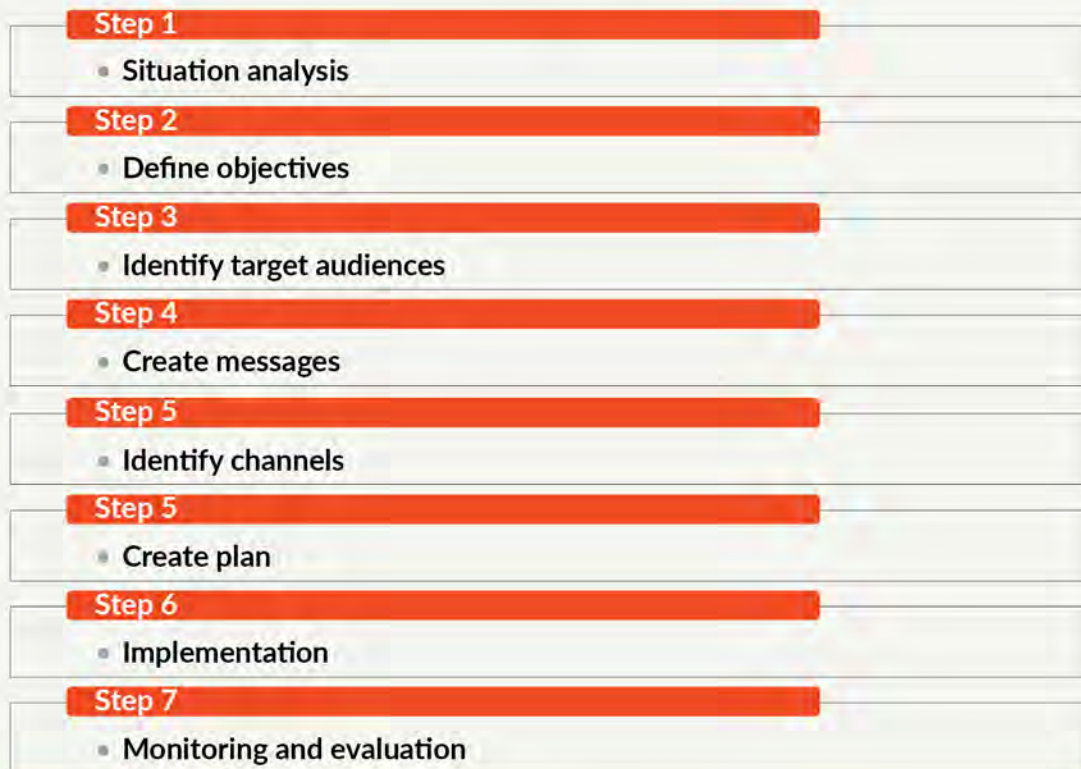 Step 1
Situation analysis
Step 2
Define objectives
Step 3
Identify target audiences
Step 4
Create messages
Step 5
Identify channels
Step 5
Create plan
Step 6
Implementation
Step 7
Monitoring and evaluation